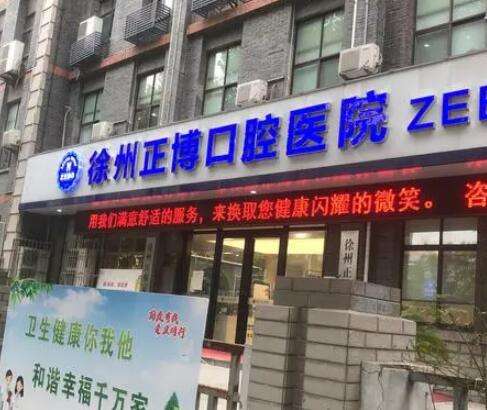 徐州正博口腔医院 ZEE
用我们满意舒适的服务，来换取您健康闪耀的微笑。 咨
徐州正
卫生健康你我他
和谐幸福千万家